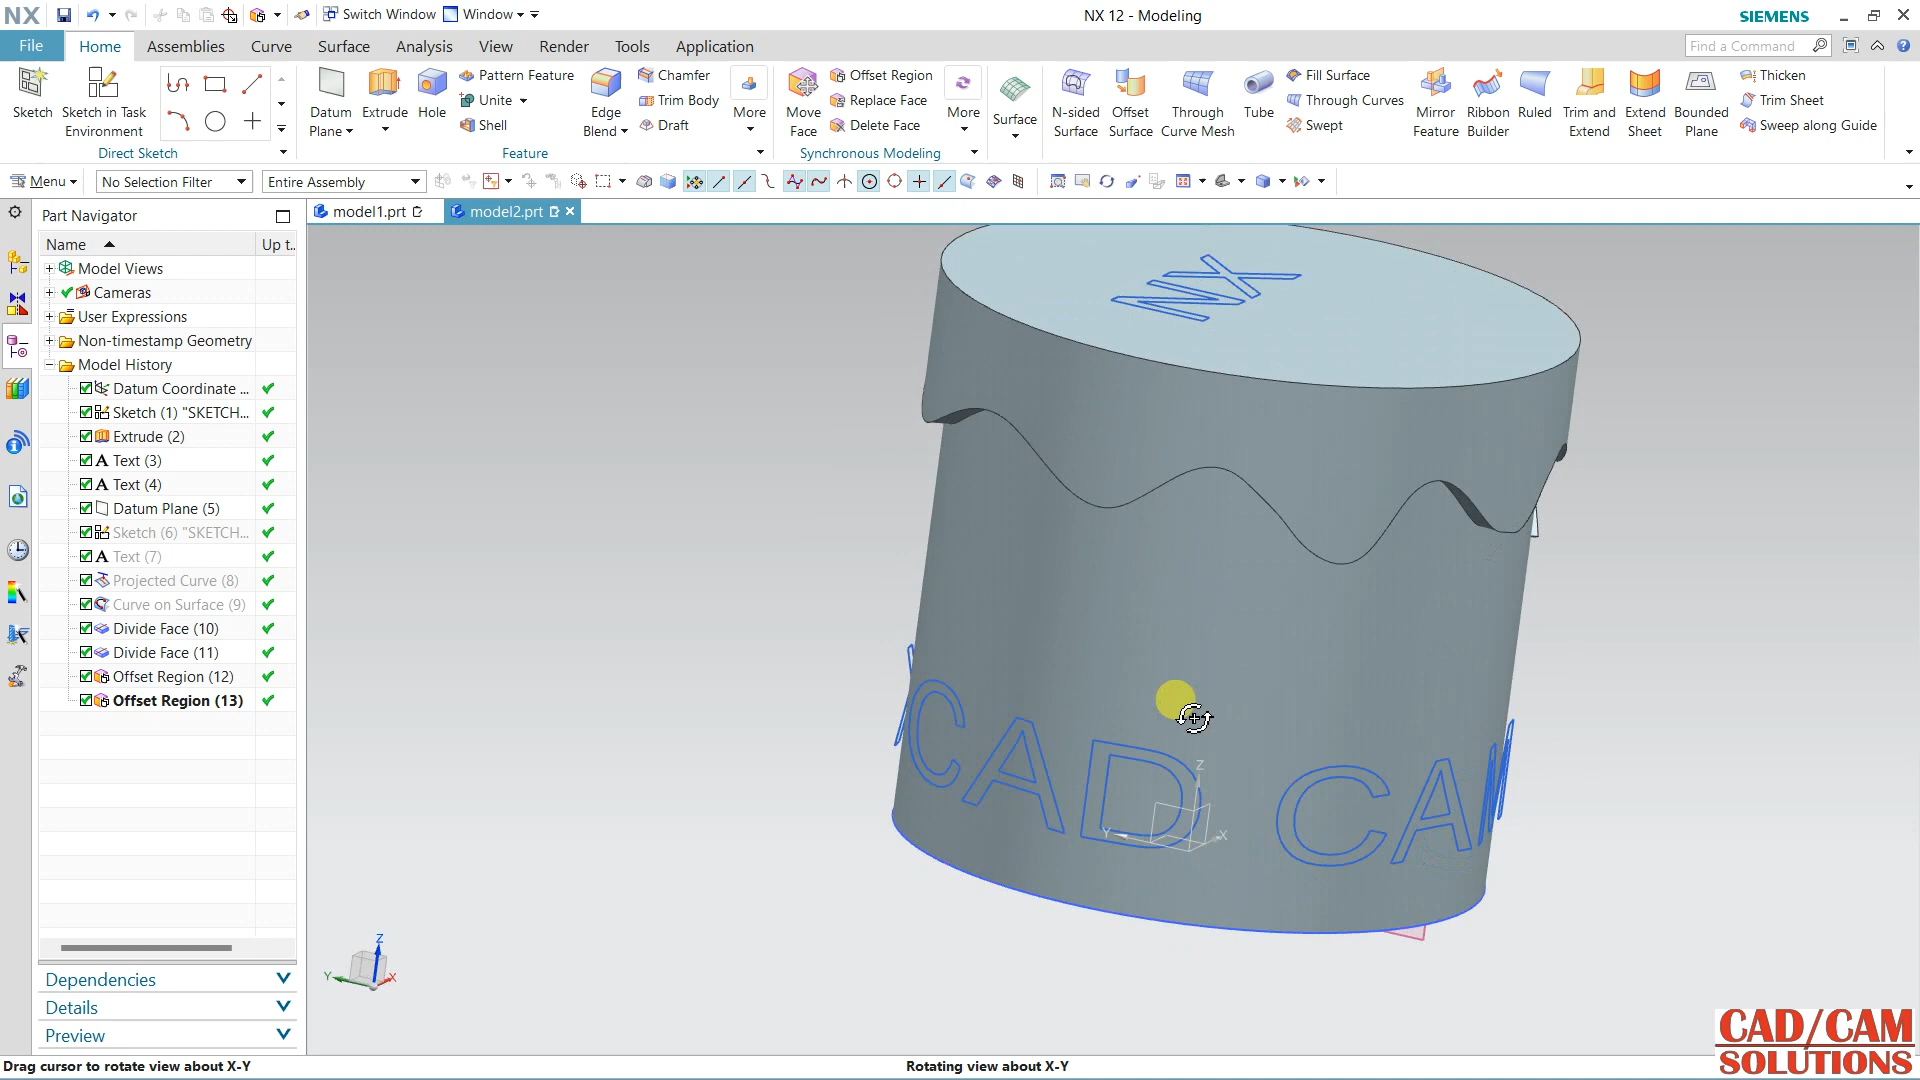 NX Switch Window Window NX 12 - Modeling SIEMENS
File Home Assemblies Curve Surface Analysis View Render Tools Application Find a Command
Sketch
Sketch in Task Environment
Direct Sketch
Datum Plane
Extrude
Hole
Pattern Feature
Unite
Shell
Edge Blend
Chamfer
Trim Body
Draft
More
Feature
Move Face
Offset Region
Replace Face
Delete Face
More
Synchronous Modeling
Surface
N-sided Surface
Offset Surface
Through Curve Mesh
Tube
Fill Surface
Through Curves
Swept
Mirror Feature
Ribbon Builder
Ruled
Trim and Extend
Extend Sheet
Bounded Plane
Thicken
Trim Sheet
Sweep along Guide
Menu No Selection Filter Entire Assembly
Part Navigator model1.prt model2.prt
Name Up t..
Model Views
Cameras
User Expressions
Non-timestamp Geometry
Model History
Datum Coordinate ...
Sketch (1) "SKETCH...
Extrude (2)
A Text (3)
A Text (4)
Datum Plane (5)
Sketch (6) "SKETCH...
A Text (7)
Projected Curve (8)
Curve on Surface (9)
Divide Face (10)
Divide Face (11)
Offset Region (12)
Offset Region (13)
Dependencies
Details
Preview
NX
CAD CA
Z
Y X
Z
Y X
CAD/CAM
SOLUTIONS
Drag cursor to rotate view about X-Y Rotating view about X-Y